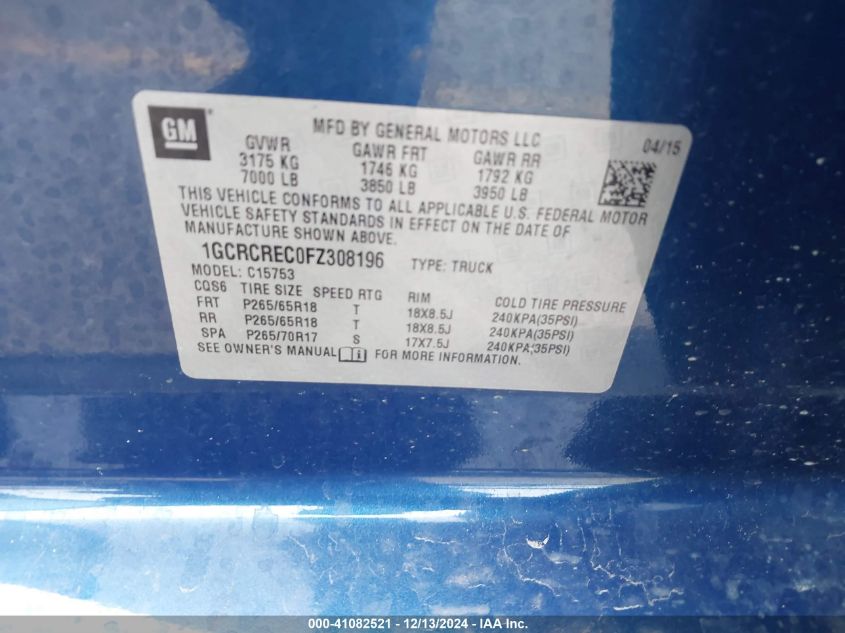 GM
MFD BY GENERAL MOTORS LLC
04/15
GVWR GAWR FRT GAWR RR
3175 KG 1746 KG 1792 KG
7000 LB 3850 LB 3950 LB
THIS VEHICLE CONFORMS TO ALL APPLICABLE U.S. FEDERAL MOTOR
VEHICLE SAFETY STANDARDS IN EFFECT ON THE DATE OF
MANUFACTURE SHOWN ABOVE.
1GCRCREC0FZ308196 TYPE: TRUCK
MODEL: C15753
CQS6 TIRE SIZE SPEED RTG RIM COLD TIRE PRESSURE
FRT P265/65R18 T 18X8.5J 240KPA(35PSI)
RR P265/65R18 T 18X8.5J 240KPA(35PSI)
SPA P265/70R17 S 17X7.5J 240KPA(35PSI)
SEE OWNER'S MANUAL FOR MORE INFORMATION.
000-41082521 - 12/13/2024 - IAA Inc.